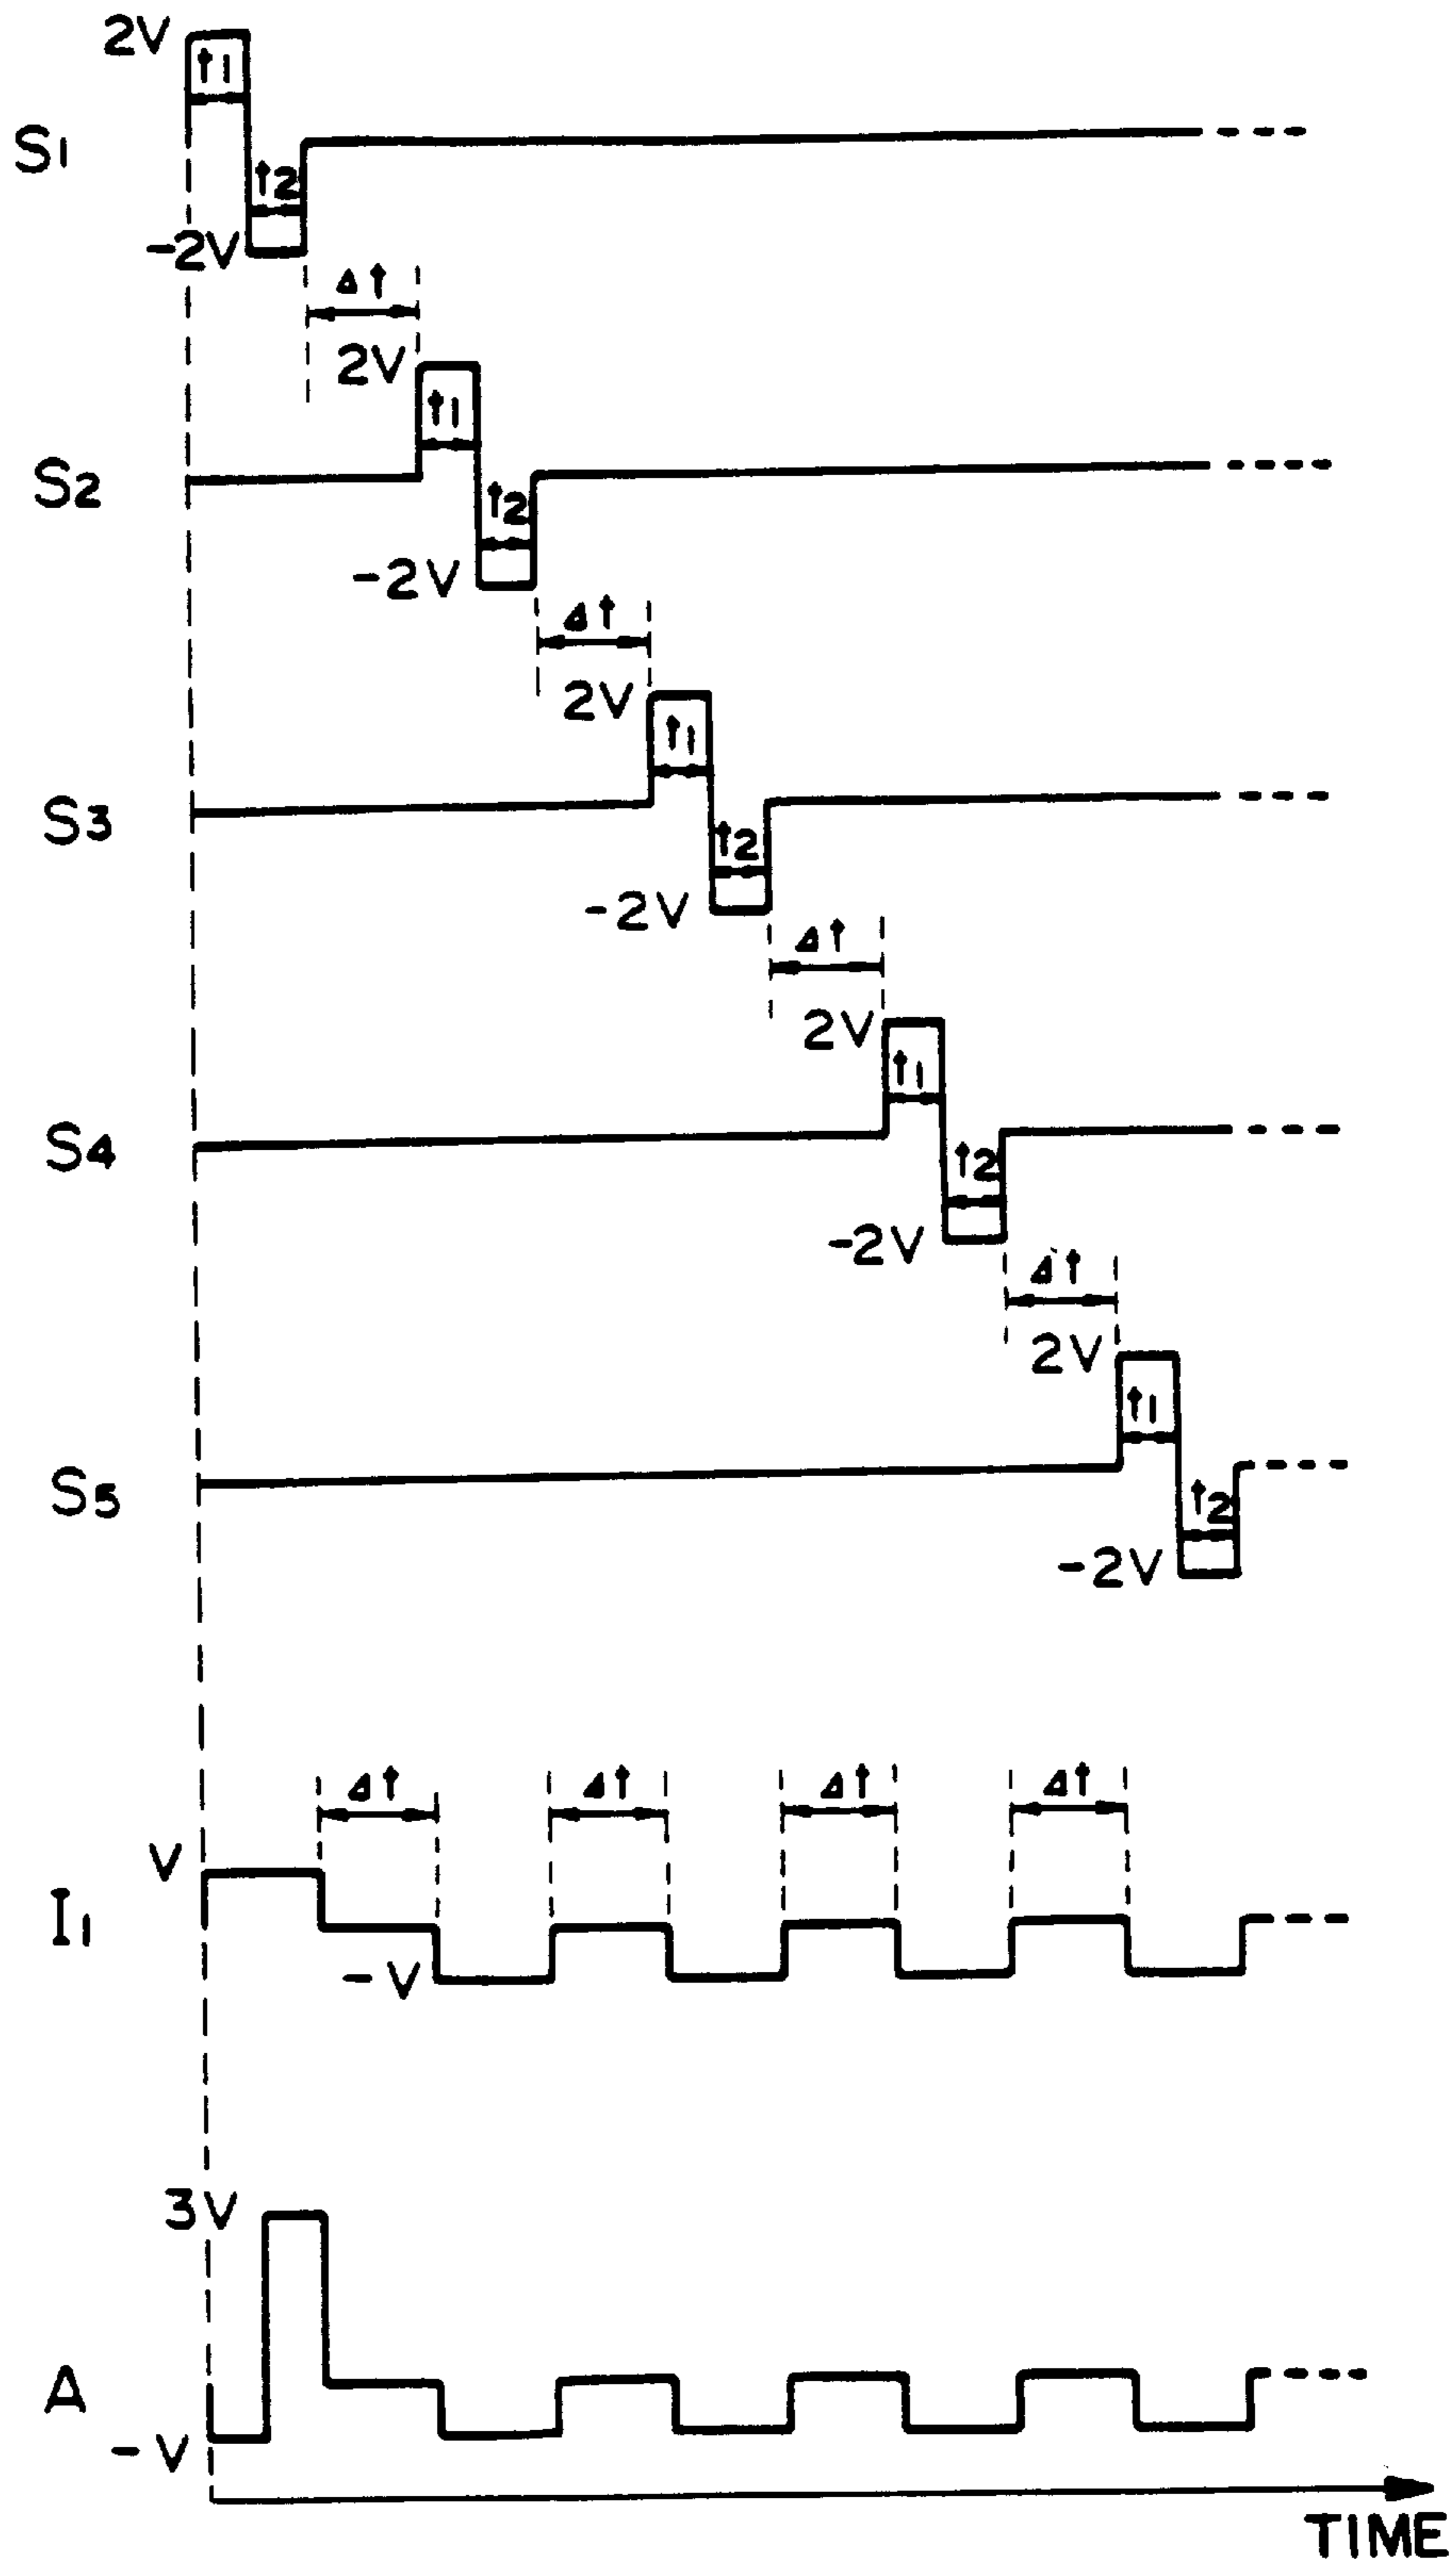 2V
t1
S1
t2
-2V
Δt
2V
t1
S2
t2
-2V
Δt
2V
t1
S3
t2
-2V
Δt
2V
t1
S4
t2
-2V
Δt
2V
t1
S5
t2
-2V
Δt Δt Δt Δt
V
I1
-V
3V
A
-V
TIME